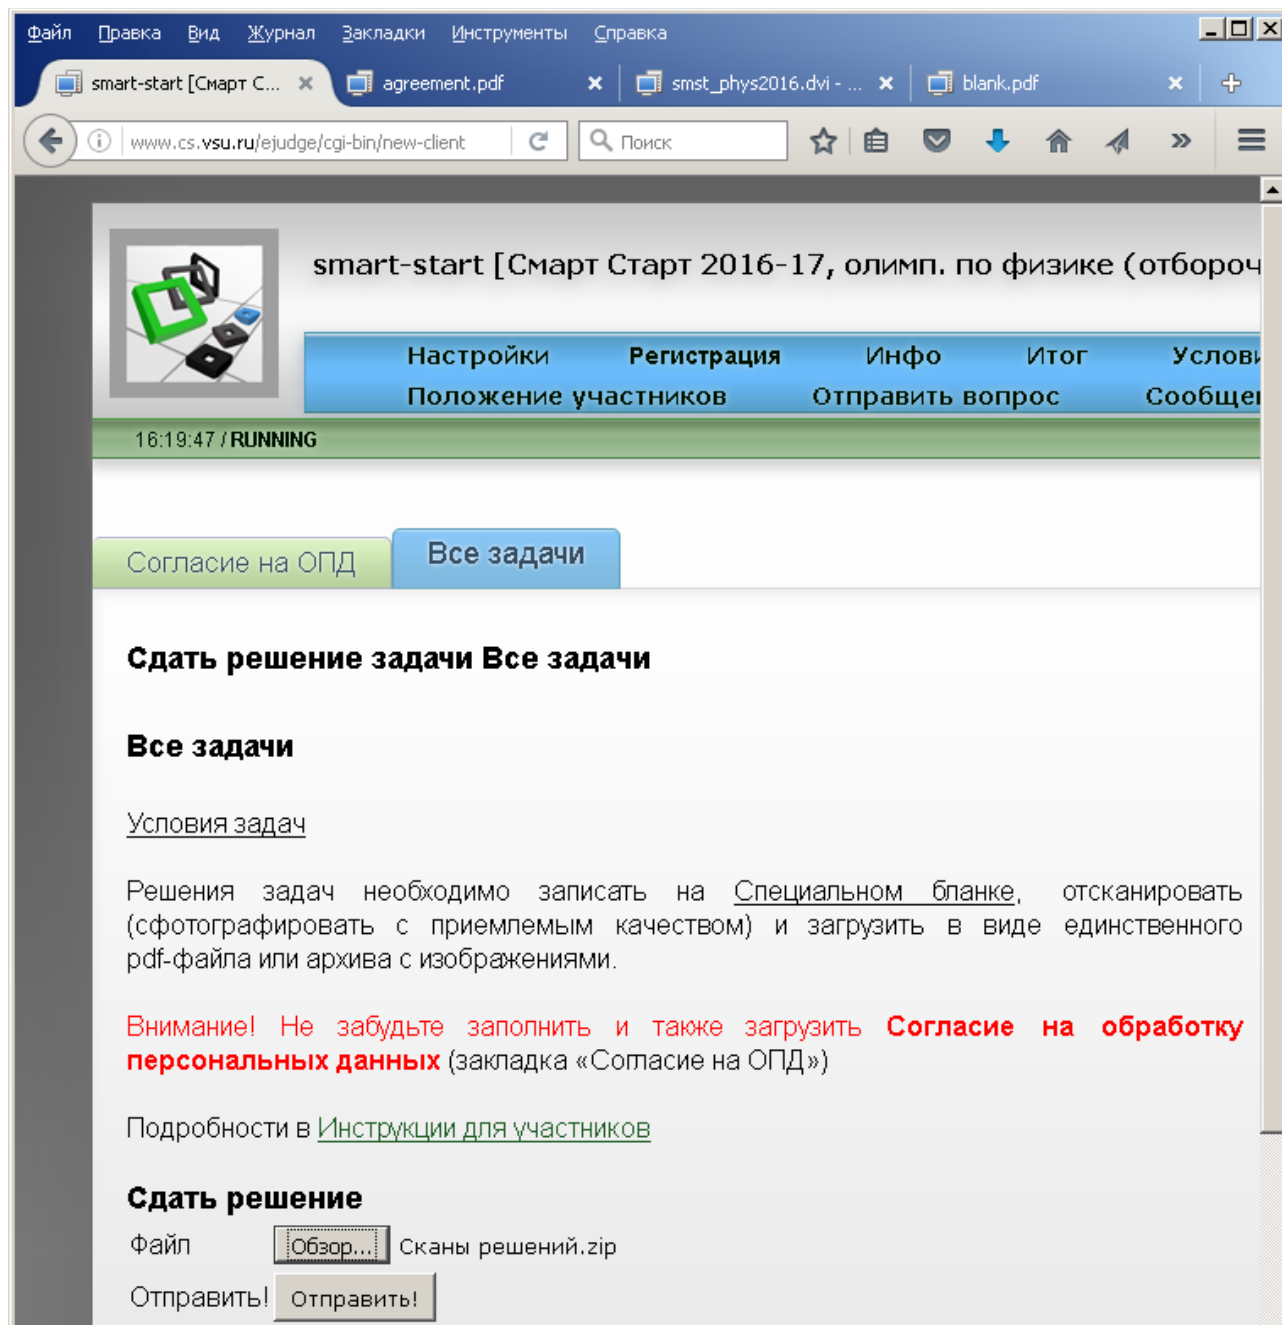 Файл Правка Вид Журнал Закладки Инструменты Справка
smart-start [Смарт С... agreement.pdf smst_phys2016.dvi - ... blank.pdf
www.cs.vsu.ru/ejudge/cgi-bin/new-client Поиск
smart-start [Смарт Старт 2016-17, олимп. по физике (отбороч
Настройки Регистрация Инфо Итог Услови
Положение участников Отправить вопрос Сообщен
16:19:47 / RUNNING
Согласие на ОПД Все задачи
Сдать решение задачи Все задачи
Все задачи
Условия задач
Решения задач необходимо записать на Специальном бланке, отсканировать
(сфотографировать с приемлемым качеством) и загрузить в виде единственного
pdf-файла или архива с изображениями.
Внимание! Не забудьте заполнить и также загрузить Согласие на обработку
персональных данных (закладка «Согласие на ОПД»)
Подробности в Инструкции для участников
Сдать решение
Файл Обзор... Сканы решений.zip
Отправить! Отправить!